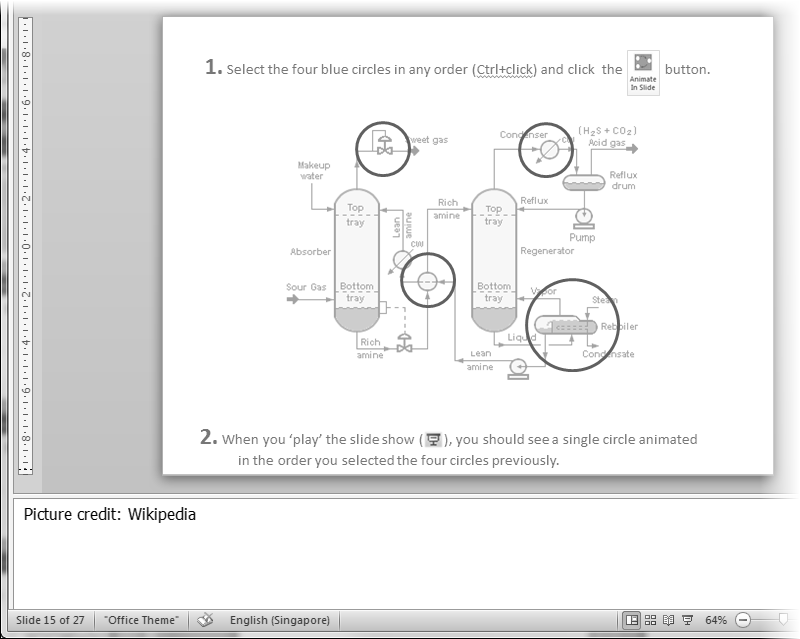 1. Select the four blue circles in any order (Ctrl+click) and click the Animate In Slide button.
Condenser
CW
(H2S + CO2)
Acid gas
weet gas
Makeup
water
Reflux
drum
Rich
amine
Reflux
Top
tray
Lean
amine
Top
tray
Pump
CW
Absorber
Regenerator
Sour Gas
Bottom
tray
Bottom
tray
Vapor
Steam
Reboiler
Liquid
Rich
amine
Lean
amine
Condensate
2. When you ‘play’ the slide show ( ), you should see a single circle animated
in the order you selected the four circles previously.
Picture credit: Wikipedia
Slide 15 of 27
"Office Theme"
English (Singapore)
64%
8
6
4
2
0
2
4
6
8